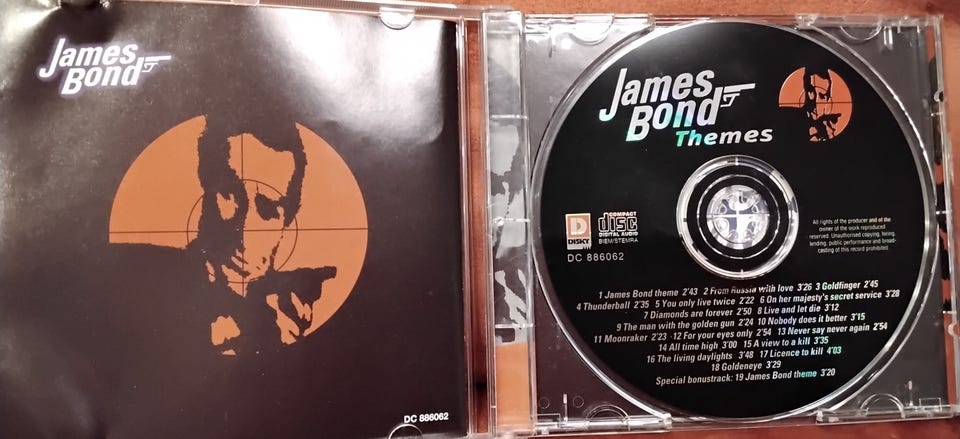 James
Bond
DC 886062
James
Bond
Themes
DISKY
COMPACT
disc
DIGITAL AUDIO
BIEM/STEMRA
DC 886062
All rights of the producer and of the
owner of the work reproduced
reserved. Unauthorised copying, hiring,
lending, public performance and broad-
casting of this record prohibited.
1 James Bond theme 2'43 2 From Russia with love 3'26 3 Goldfinger 2'45
4 Thunderball 2'35 5 You only live twice 2'22 6 On her majesty's secret service 3'28
7 Diamonds are forever 2'50 8 Live and let die 3'12
9 The man with the golden gun 2'24 10 Nobody does it better 3'15
11 Moonraker 2'23 12 For your eyes only 2'54 13 Never say never again 2'54
14 All time high 3'00 15 A view to a kill 3'35
16 The living daylights 3'48 17 Licence to kill 4'03
18 Goldeneye 3'29
Special bonustrack: 19 James Bond theme 3'20